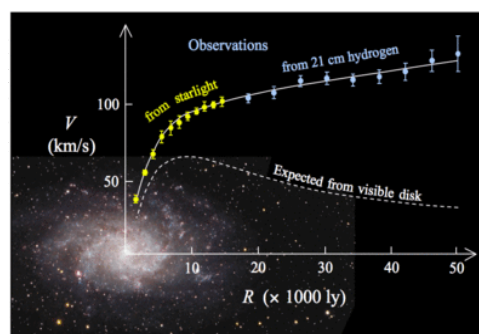 Observations
from 21 cm hydrogen
from starlight
100
V
(km/s)
50
Expected from visible disk
10 20 30 40 50
R (× 1000 ly)